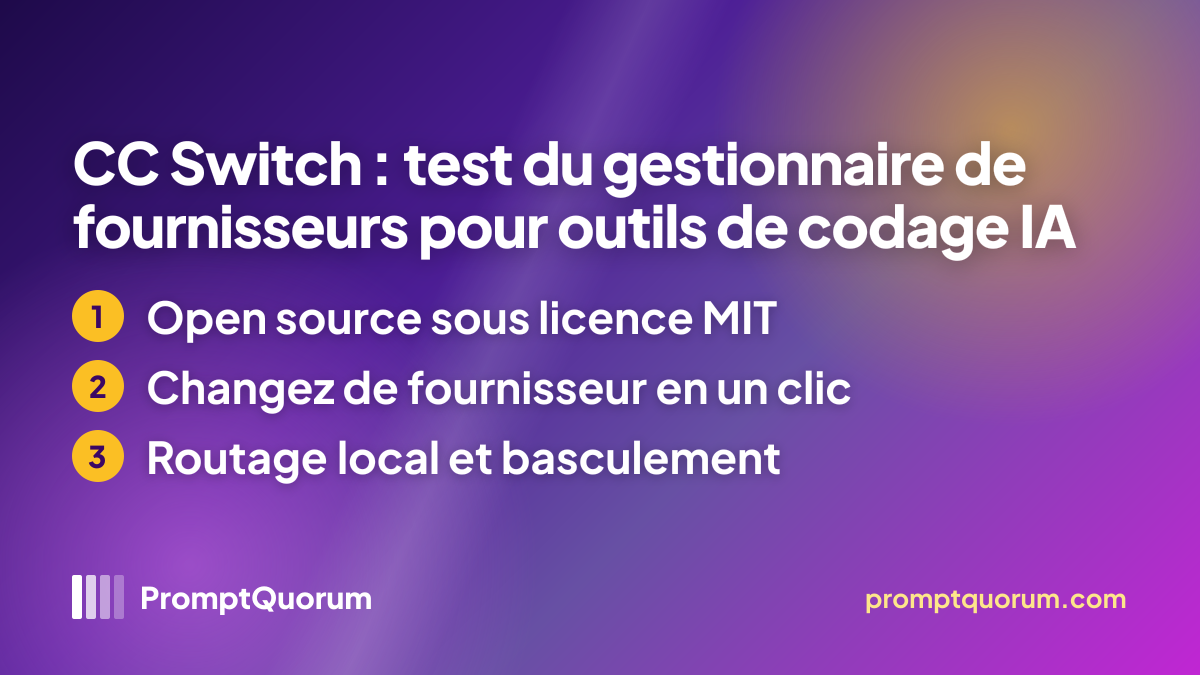 CC Switch : test du gestionnaire de
fournisseurs pour outils de codage IA
1 Open source sous licence MIT
2 Changez de fournisseur en un clic
3 Routage local et basculement
PromptQuorum
promptquorum.com